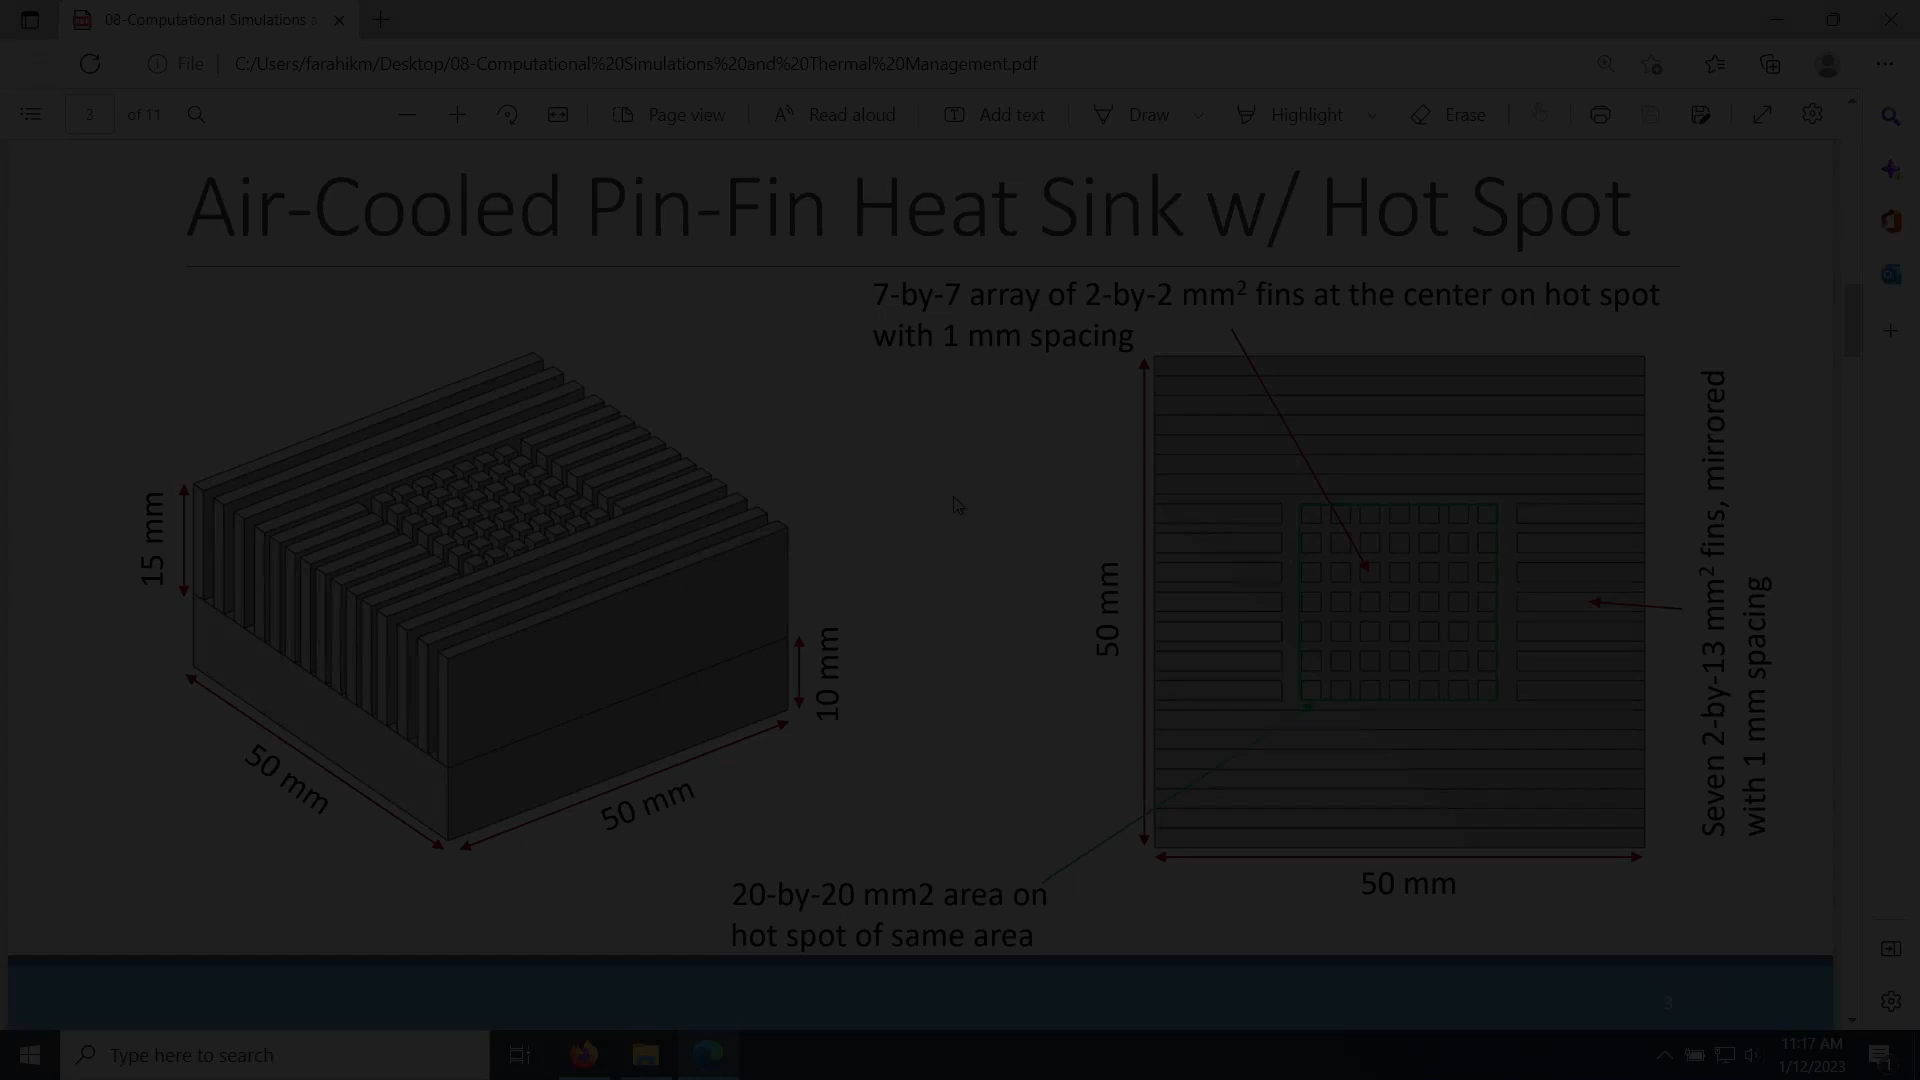 08-Computational Simulations a
File
C:/Users/farahikm/Desktop/08-Computational%20Simulations%20and%20Thermal%20Management.pdf
3 of 11
Page view
Read aloud
Add text
Draw
Highlight
Erase
Air-Cooled Pin-Fin Heat Sink w/ Hot Spot
7-by-7 array of 2-by-2 mm² fins at the center on hot spot
with 1 mm spacing
15 mm
10 mm
50 mm
50 mm
50 mm
50 mm
Seven 2-by-13 mm² fins, mirrored
with 1 mm spacing
20-by-20 mm2 area on
hot spot of same area
3
Type here to search
11:17 AM
1/12/2023
1